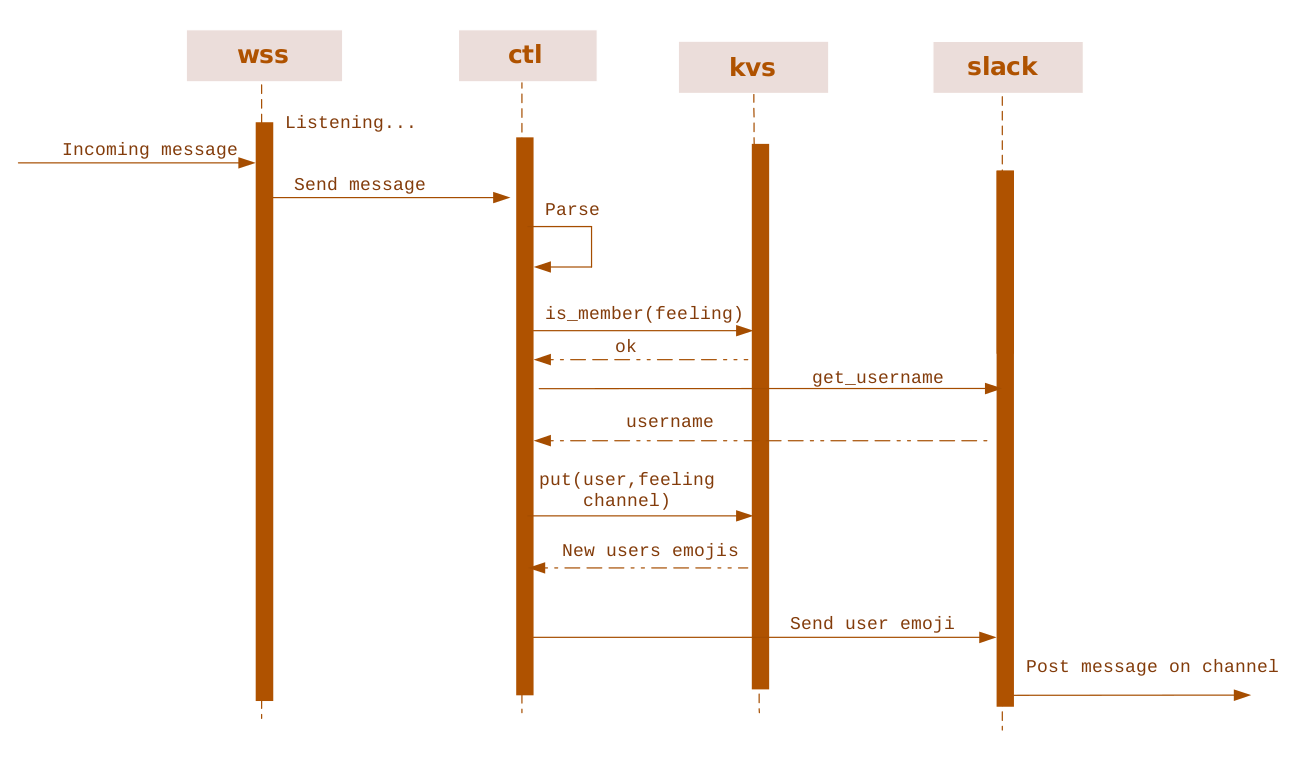 wss
ctl
kvs
slack
Listening...
Incoming message
Send message
Parse
is_member(feeling)
ok
get_username
username
put(user,feeling
channel)
New users emojis
Send user emoji
Post message on channel